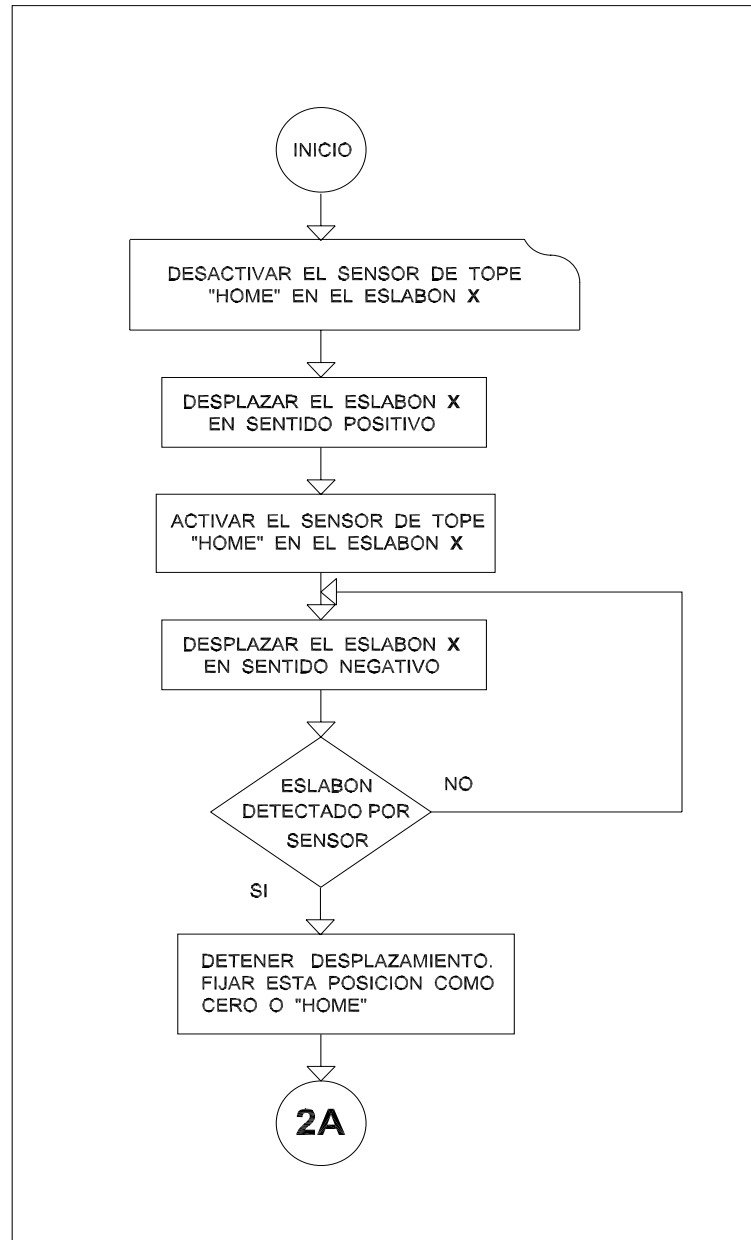 INICIO
DESACTIVAR EL SENSOR DE TOPE
"HOME" EN EL ESLABON X
DESPLAZAR EL ESLABON X
EN SENTIDO POSITIVO
ACTIVAR EL SENSOR DE TOPE
"HOME" EN EL ESLABON X
DESPLAZAR EL ESLABON X
EN SENTIDO NEGATIVO
ESLABON
DETECTADO POR
SENSOR
NO
SI
DETENER DESPLAZAMIENTO.
FIJAR ESTA POSICION COMO
CERO O "HOME"
2A